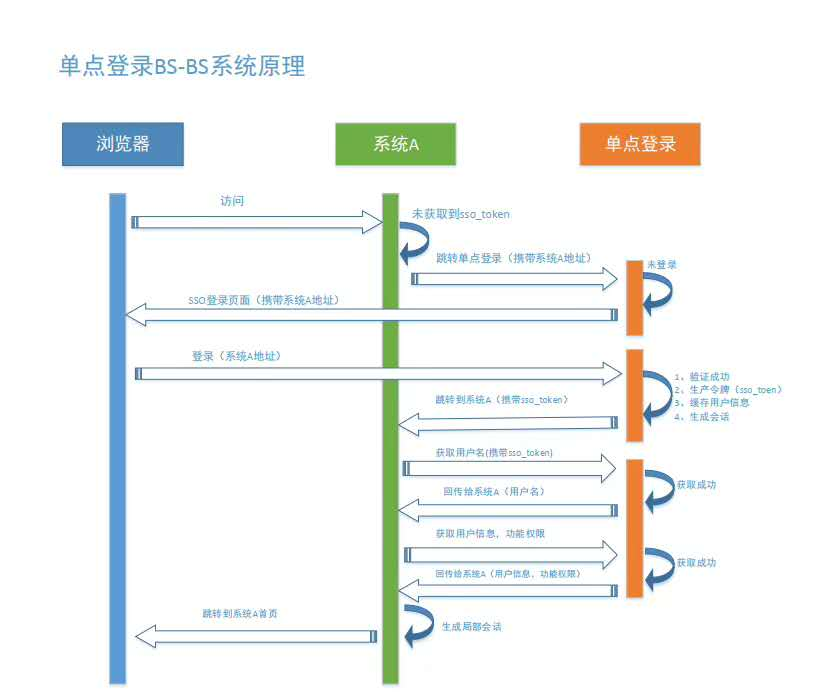 单点登录BS-BS系统原理
浏览器
系统A
单点登录
访问
未获取到sso_token
跳转单点登录（携带系统A地址）
未登录
SSO登录页面（携带系统A地址）
登录（系统A地址）
1、验证成功
2、生产令牌（sso_toen）
3、缓存用户信息
4、生成会话
跳转到系统A（携带sso_token）
获取用户名(携带sso_token)
获取成功
回传给系统A（用户名）
获取用户信息、功能权限
获取成功
回传给系统A（用户信息、功能权限）
跳转到系统A首页
生成局部会话